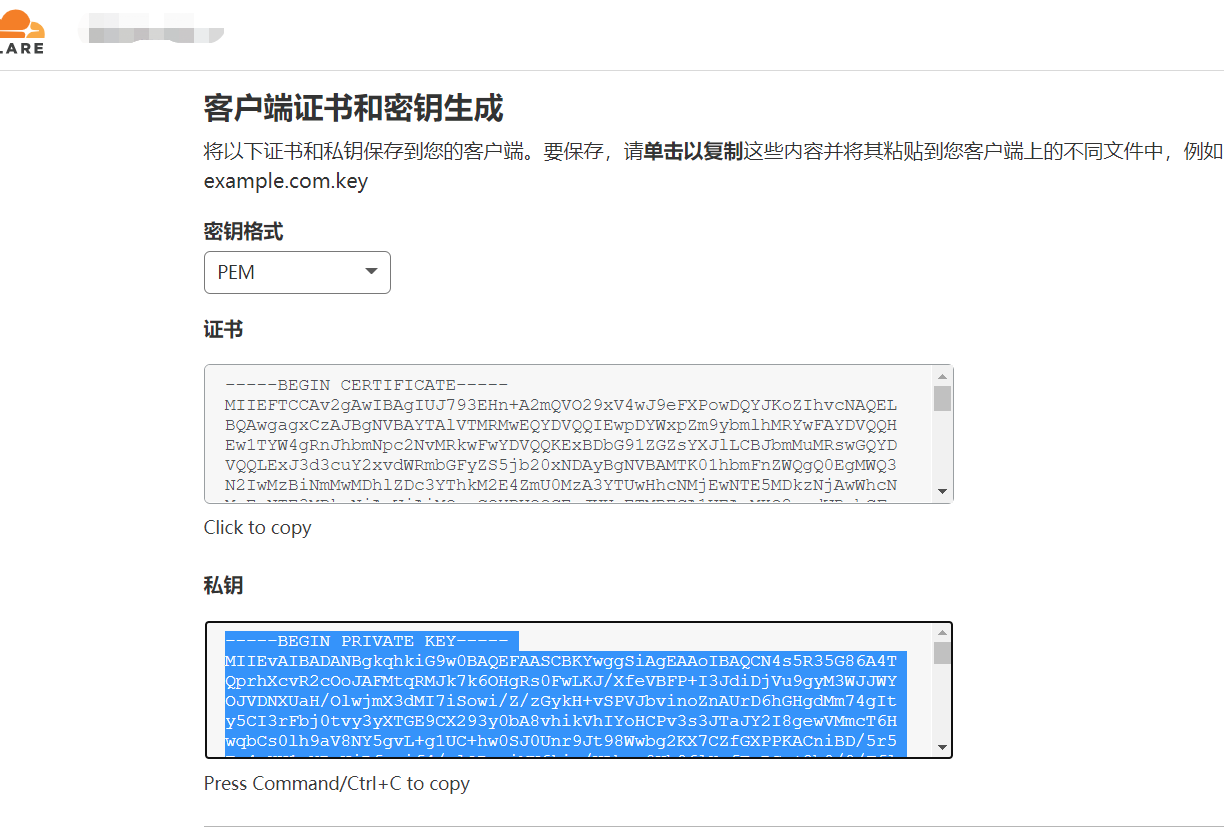 LARE
客户端证书和密钥生成
将以下证书和私钥保存到您的客户端。要保存，请单击以复制这些内容并将其粘贴到您客户端上的不同文件中，例如
example.com.key
密钥格式
PEM
证书
-----BEGIN CERTIFICATE-----
MIIEFTCCAv2gAwIBAgIUJ793EHn+A2mQVO29xV4wJ9eFXPowDQYJKoZIhvcNAQEL
BQAwgagxCzAJBgNVBAYTAlVTMRMwEQYDVQQIEwpDYWxpZm9ybmlhMRYwFAYDVQQH
Ew1TYW4gRnJhbmNpc2NvMRkwFwYDVQQKExBDbG91ZGZsYXJlLCBJbmMuMRswGQYD
VQQLExJ3d3cuY2xvdWRmbGFyZS5jb20xNDAyBgNVBAMTK01hbmFnZWQgQ0EgMWQ3
N2IwMzBiNmMwMDhlZDc3YThkM2E4ZmU0MzA3YTUwHhcNMjEwNTE5MDkzNjAwWhcN
Click to copy
私钥
-----BEGIN PRIVATE KEY-----
MIIEvAIBADANBgkqhkiG9w0BAQEFAASCBKYwggSiAgEAAoIBAQCN4s5R35G86A4T
QprhXcvR2cOoJAFMtqRMJk7k6OHgRs0FwLKJ/XfeVBFP+I3JdiDjVu9gyM3WJJWY
OJVDNXUaH/OlwjmX3dMI7iSowi/Z/zGykH+vSPVJbvinoZnAUrD6hGHgdMm74gIt
y5CI3rFbj0tvy3yXTGE9CX293y0bA8vhikVhIYoHCPv3s3JTaJY2I8gewVMmcT6H
wqbCs0lh9aV8NY5gvL+g1UC+hw0SJ0Unr9Jt98Wwbg2KX7CZfGXPPKACniBD/5r5
Press Command/Ctrl+C to copy